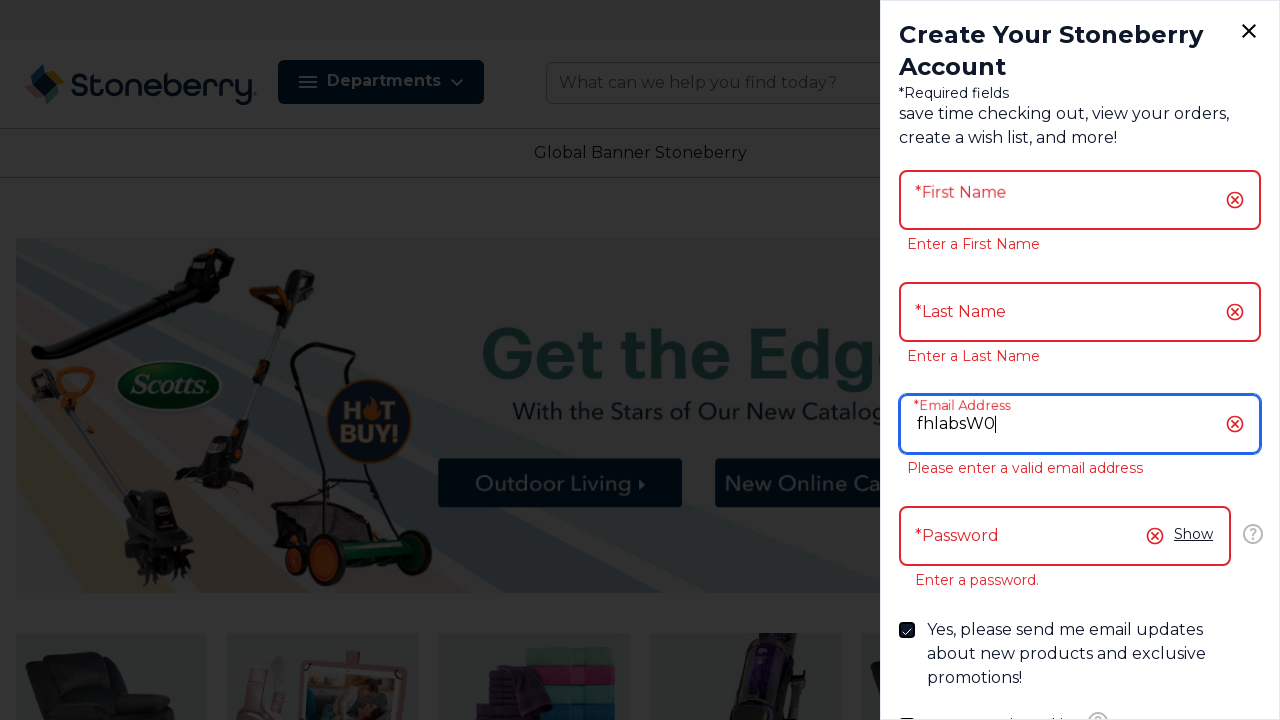 Create Your Stoneberry
Account
*Required fields
save time checking out, view your orders,
create a wish list, and more!
*First Name
Enter a First Name
*Last Name
Enter a Last Name
*Email Address
fhlabsW0
Please enter a valid email address
*Password
Show
Enter a password.
Yes, please send me email updates
about new products and exclusive
promotions!
Stoneberry
Departments
What can we help you find today?
Global Banner Stoneberry
Scotts
HOT
BUY!
Get the Edge
With the Stars of Our New Catalog
Outdoor Living
New Online Ca